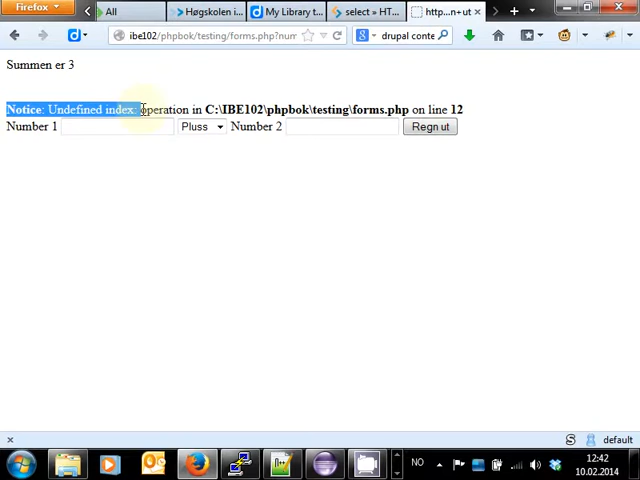 Firefox
All
Høgskolen i...
My Library t...
select » HT...
http...n+ut
ibe102/phpbok/testing/forms.php?num
drupal conte
Summen er 3
Notice: Undefined index: operation in C:\IBE102\phpbok\testing\forms.php on line 12
Number 1
Pluss
Number 2
Regn ut
default
NO
12:42
10.02.2014